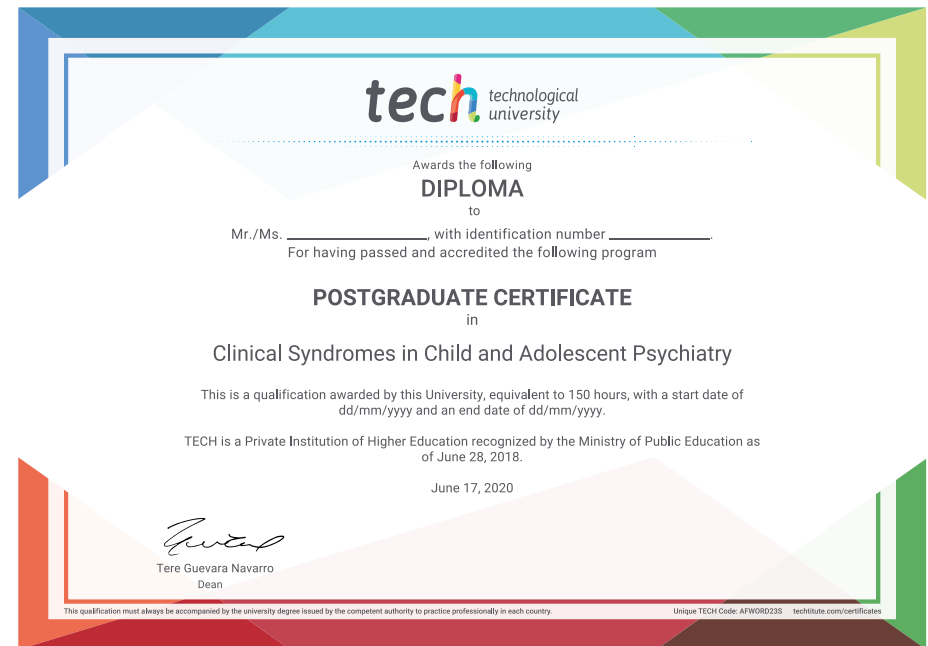 tech technological
university
Awards the following
DIPLOMA
to
Mr./Ms. ____________________, with identification number ______________.
For having passed and accredited the following program
POSTGRADUATE CERTIFICATE
in
Clinical Syndromes in Child and Adolescent Psychiatry
This is a qualification awarded by this University, equivalent to 150 hours, with a start date of
dd/mm/yyyy and an end date of dd/mm/yyyy.
TECH is a Private Institution of Higher Education recognized by the Ministry of Public Education as
of June 28, 2018.
June 17, 2020
Tere Guevara Navarro
Dean
This qualification must always be accompanied by the university degree issued by the competent authority to practice professionally in each country.
Unique TECH Code: AFWORD23S techtitute.com/certificates